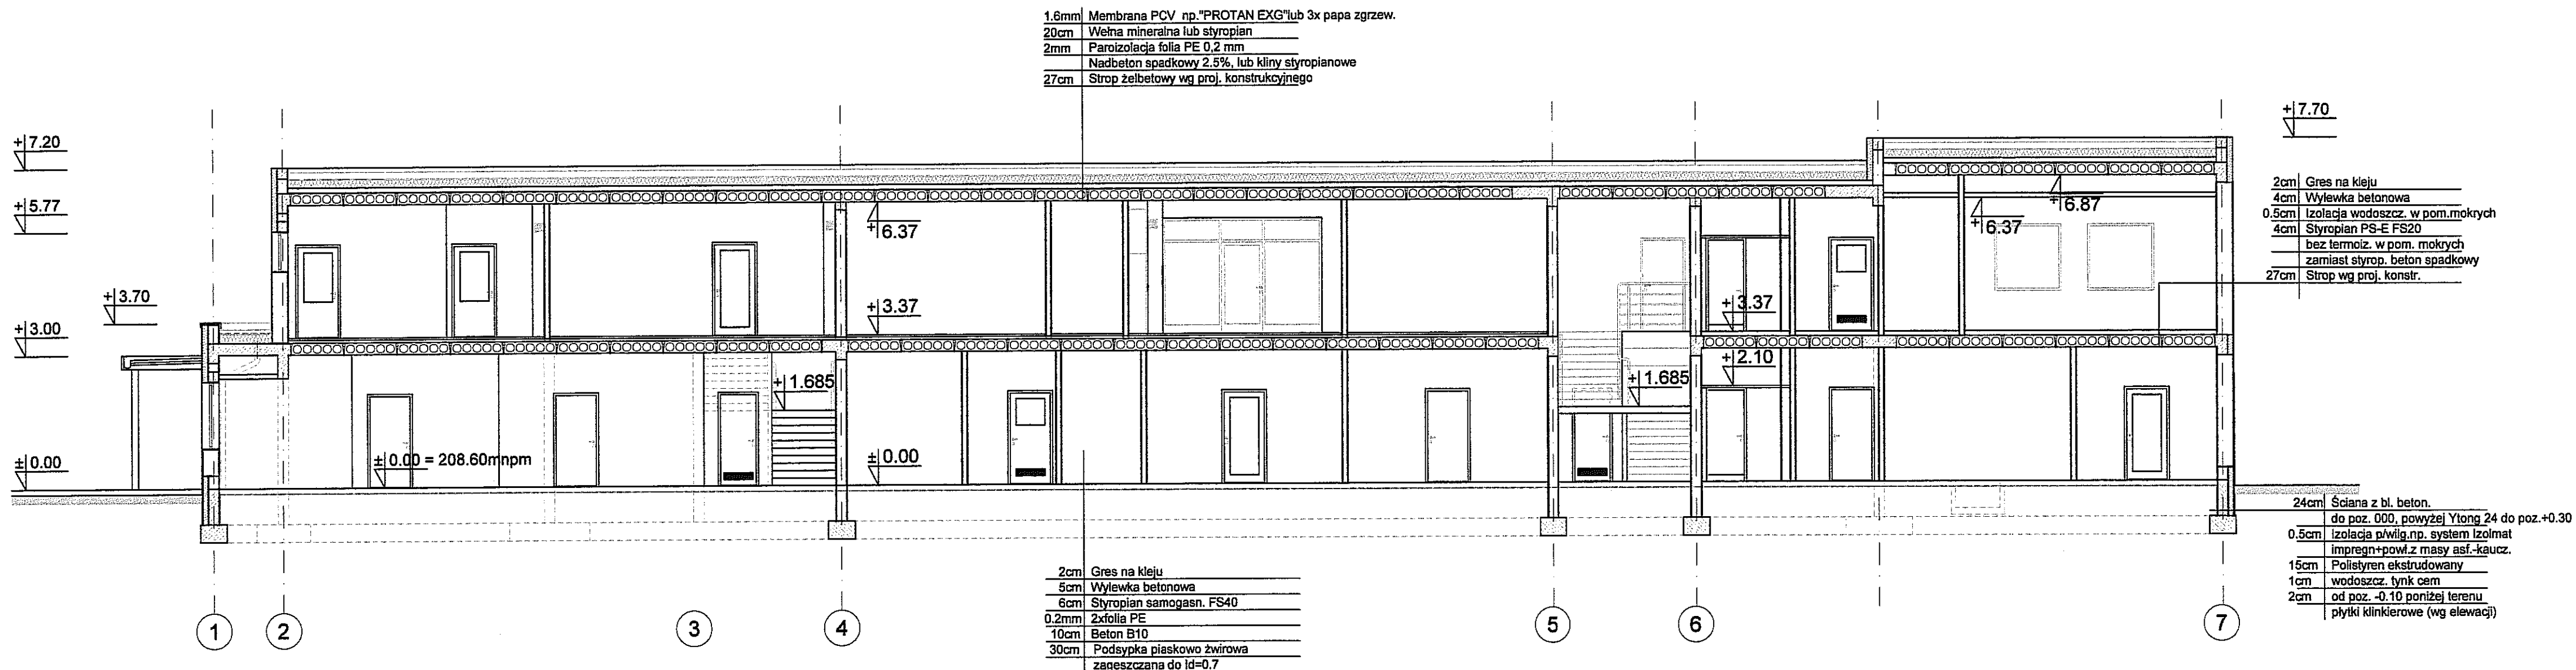 1.6mm Membrana PCV np."PROTAN EXG"lub 3x papa zgrzew.
20cm Wełna mineralna lub styropian
2mm Paroizolacja folia PE 0,2 mm
Nadbeton spadkowy 2.5%, lub kliny styropianowe
27cm Strop żelbetowy wg proj. konstrukcyjnego
+7.20
+5.77
+3.70
+3.00
±0.00
±0.00 = 208.60mnpm
+1.685
+6.37
+3.37
±0.00
+1.685
+3.37
+2.10
+6.87
+6.37
+7.70
2cm Gres na kleju
4cm Wylewka betonowa
0.5cm Izolacja wodoszcz. w pom.mokrych
4cm Styropian PS-E FS20
bez termoiz. w pom. mokrych
zamiast styrop. beton spadkowy
27cm Strop wg proj. konstr.
24cm Ściana z bl. beton.
do poz. 000, powyżej Ytong 24 do poz.+0.30
0.5cm Izolacja p/wilg.np. system Izolmat
impregn+powł.z masy asf.-kaucz.
15cm Polistyren ekstrudowany
1cm wodoszcz. tynk cem
2cm od poz. -0.10 poniżej terenu
płytki klinkierowe (wg elewacji)
2cm Gres na kleju
5cm Wylewka betonowa
6cm Styropian samogasn. FS40
0.2mm 2xfolia PE
10cm Beton B10
30cm Podsypka piaskowo żwirowa
zagęszczana do Id=0.7
1
2
3
4
5
6
7